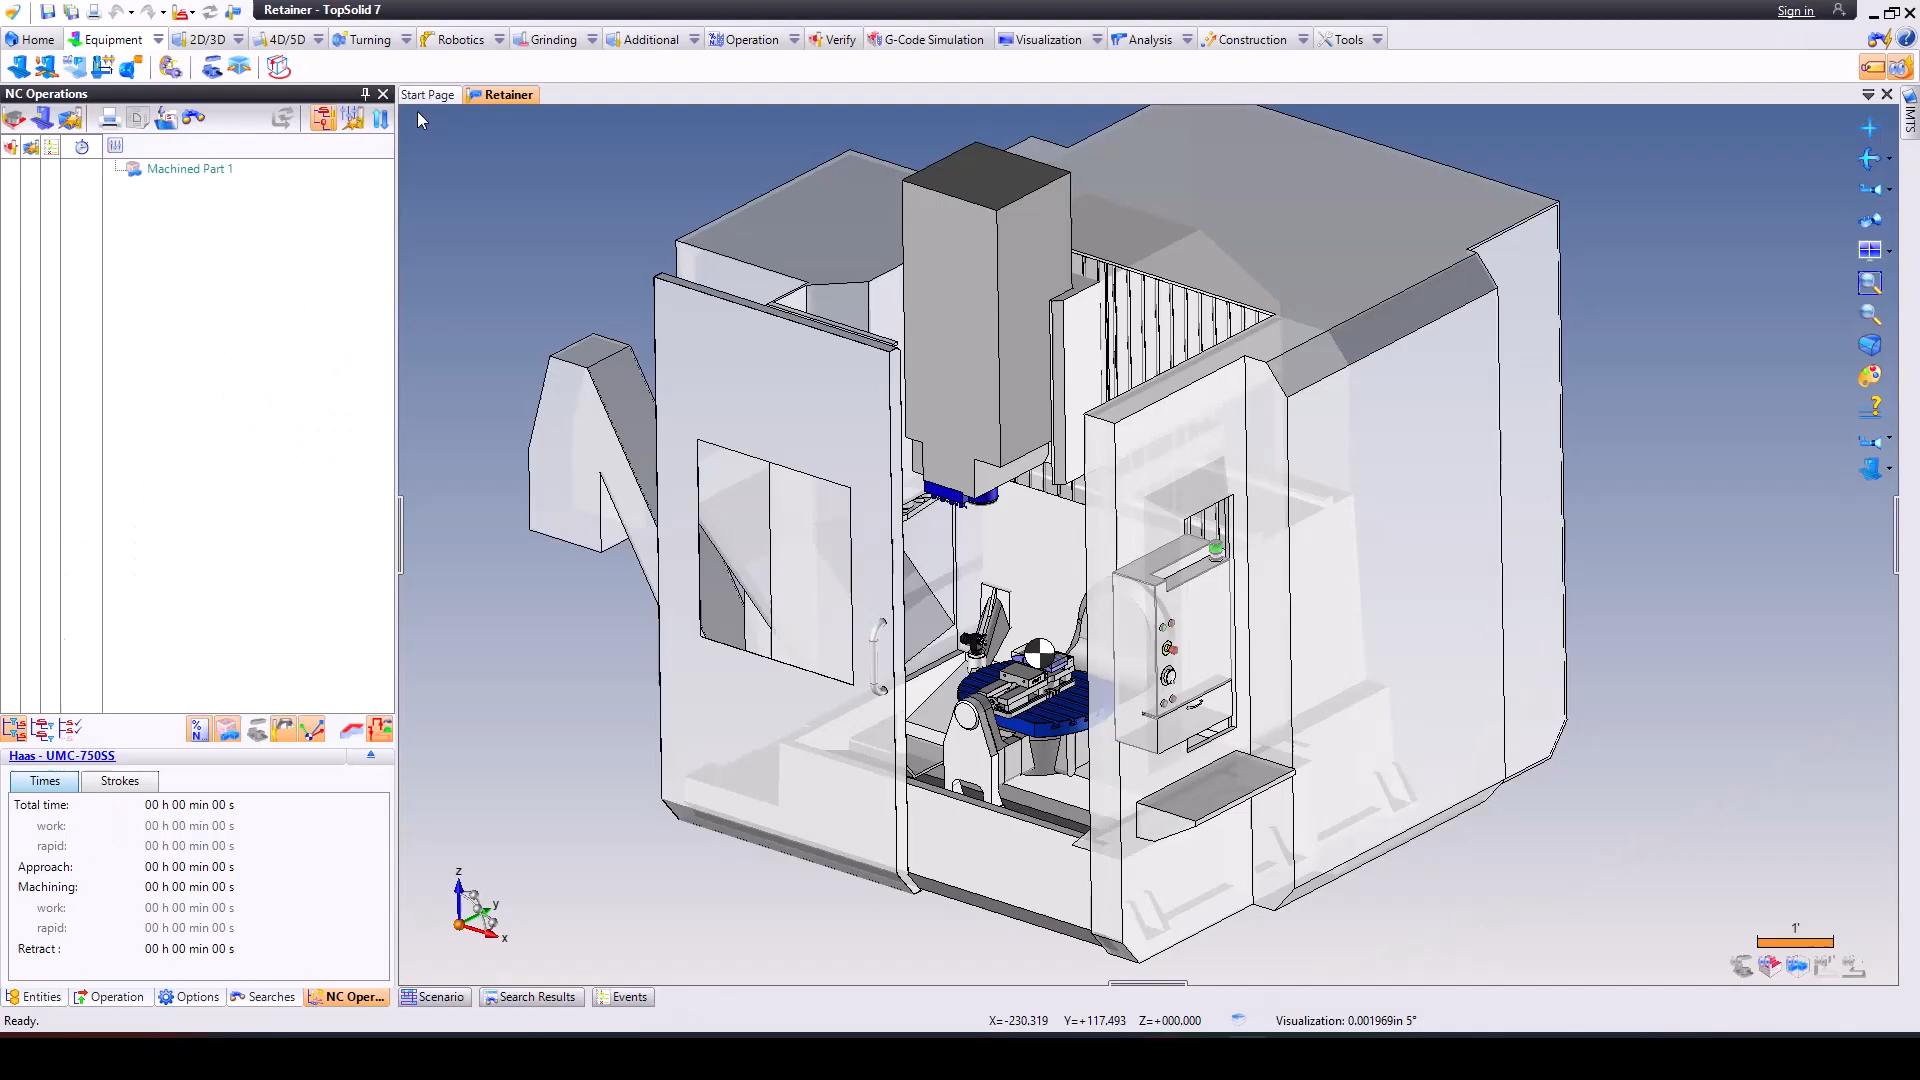 Retainer - TopSolid 7
Sign in
Home
Equipment
2D/3D
4D/5D
Turning
Robotics
Grinding
Additional
Operation
Verify
G-Code Simulation
Visualization
Analysis
Construction
Tools
NC Operations
Start Page
Retainer
IMTS
Machined Part 1
% N
Haas - UMC-750SS
Times
Strokes
Total time: 00 h 00 min 00 s
work: 00 h 00 min 00 s
rapid: 00 h 00 min 00 s
Approach: 00 h 00 min 00 s
Machining: 00 h 00 min 00 s
work: 00 h 00 min 00 s
rapid: 00 h 00 min 00 s
Retract : 00 h 00 min 00 s
z
y
x
1'
Entities
Operation
Options
Searches
NC Oper...
Scenario
Search Results
Events
Ready.
X=-230.319 Y=+117.493 Z=+000.000
Visualization: 0.001969in 5°